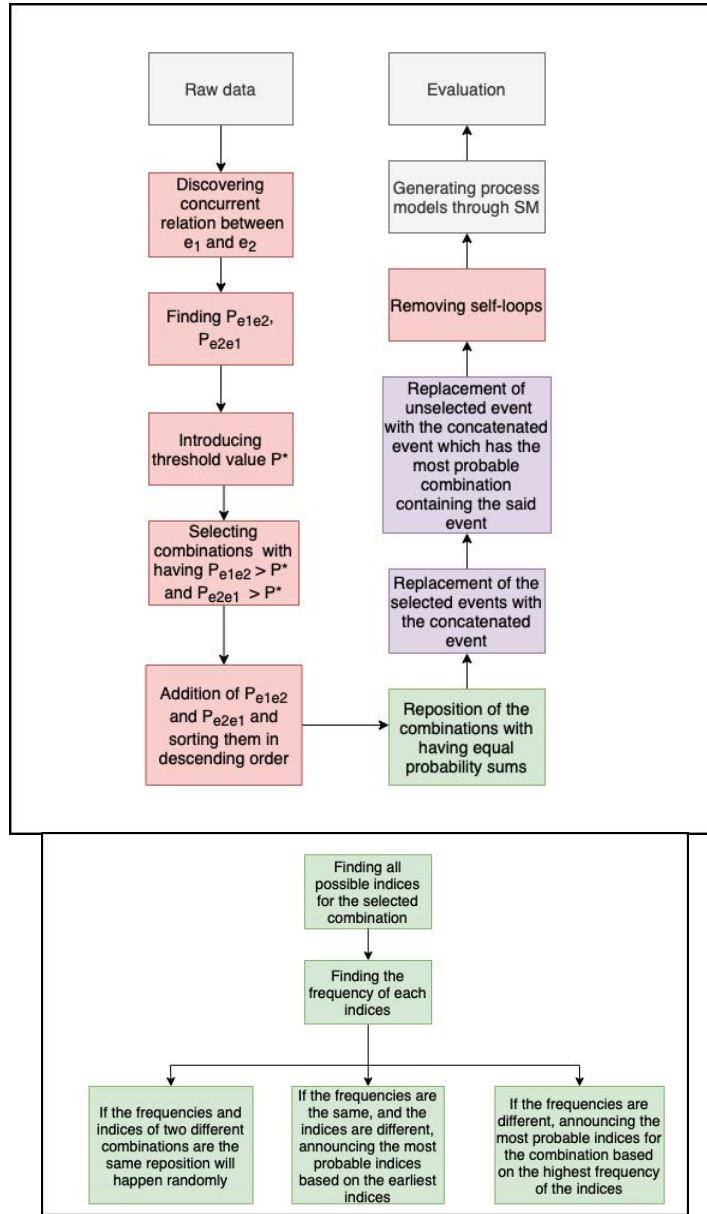 Raw data
Discovering
concurrent
relation between
e1 and e2
Finding Pe1e2,
Pe2e1
Introducing
threshold value P*
Selecting
combinations with
having Pe1e2 > P*
and Pe2e1 > P*
Addition of Pe1e2
and Pe2e1 and
sorting them in
descending order
Reposition of the
combinations with
having equal
probability sums
Replacement of the
selected events with
the concatenated
event
Replacement of
unselected event
with the concatenated
event which has the
most probable
combination
containing the said
event
Removing self-loops
Generating process
models through SM
Evaluation
Finding all
possible indices
for the selected
combination
Finding the
frequency of each
indices
If the frequencies and
indices of two different
combinations are the
same reposition will
happen randomly
If the frequencies are
the same, and the
indices are different,
announcing the most
probable indices
based on the earliest
indices
If the frequencies are
different, announcing the
most probable indices for
the combination based
on the highest frequency
of the indices